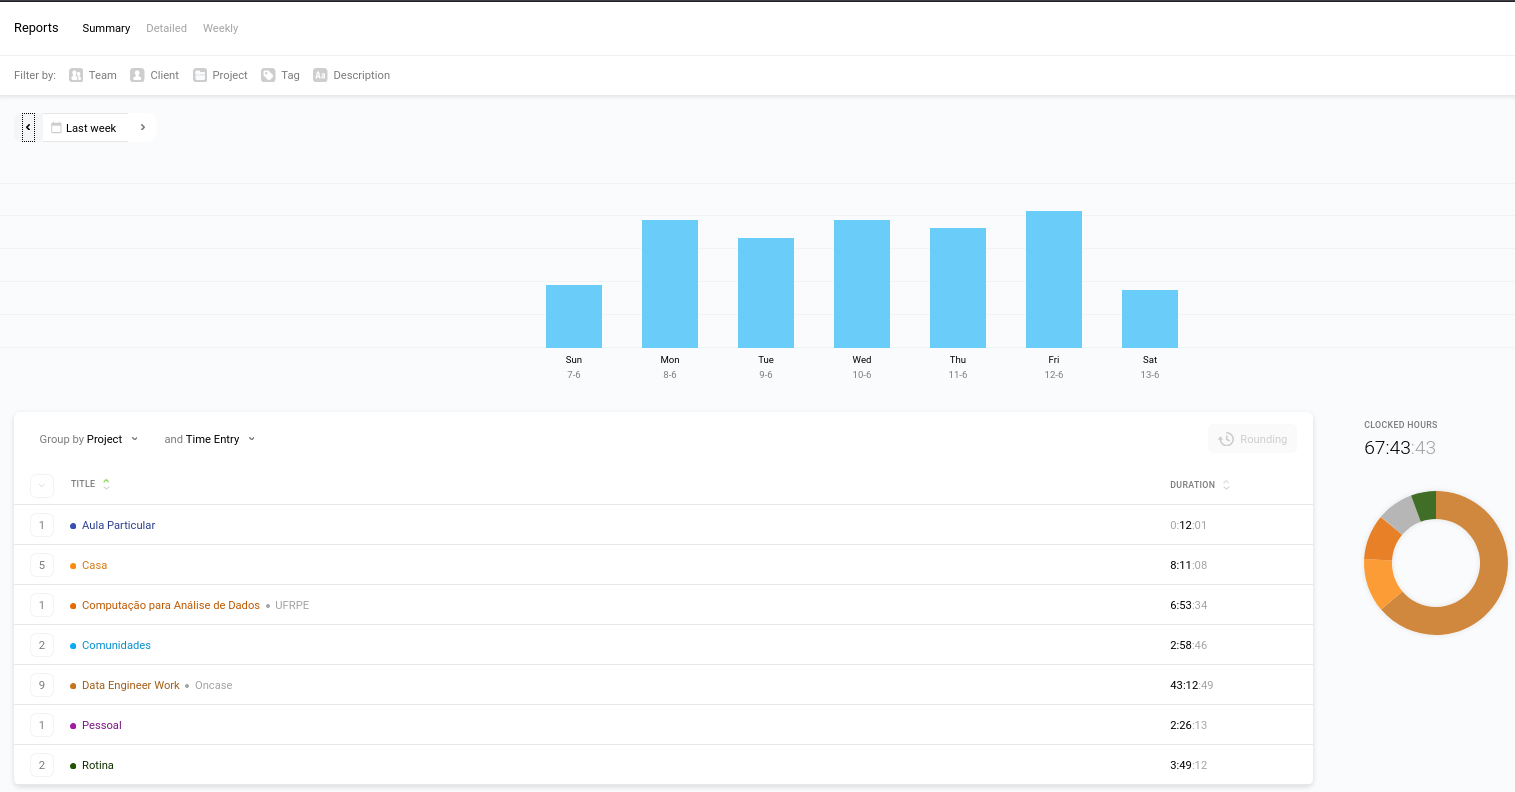 Reports Summary Detailed Weekly
Filter by: Team Client Project Aa Tag Description
Last week
Sun Mon Tue Wed Thu Fri Sat
7-6 8-6 9-6 10-6 11-6 12-6 13-6
Group by Project and Time Entry Rounding
CLOCKED HOURS
67:43:43
TITLE DURATION
1 Aula Particular 0:12:01
5 Casa 8:11:08
1 Computação para Análise de Dados • UFRPE 6:53:34
2 Comunidades 2:58:46
9 Data Engineer Work • Oncase 43:12:49
1 Pessoal 2:26:13
2 Rotina 3:49:12